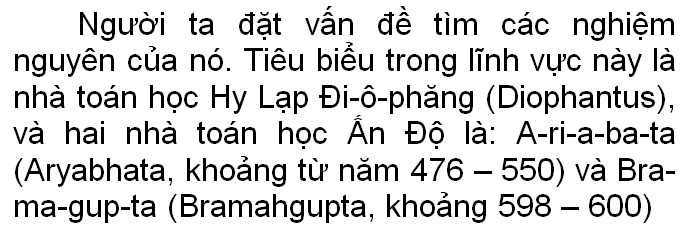 Người ta đặt vấn đề tìm các nghiệm
nguyên của nó. Tiêu biểu trong lĩnh vực này là
nhà toán học Hy Lạp Đi-ô-phăng (Diophantus),
và hai nhà toán học Ấn Độ là: A-ri-a-ba-ta
(Aryabhata, khoảng từ năm 476 – 550) và Bra-
ma-gup-ta (Bramahgupta, khoảng 598 – 600)